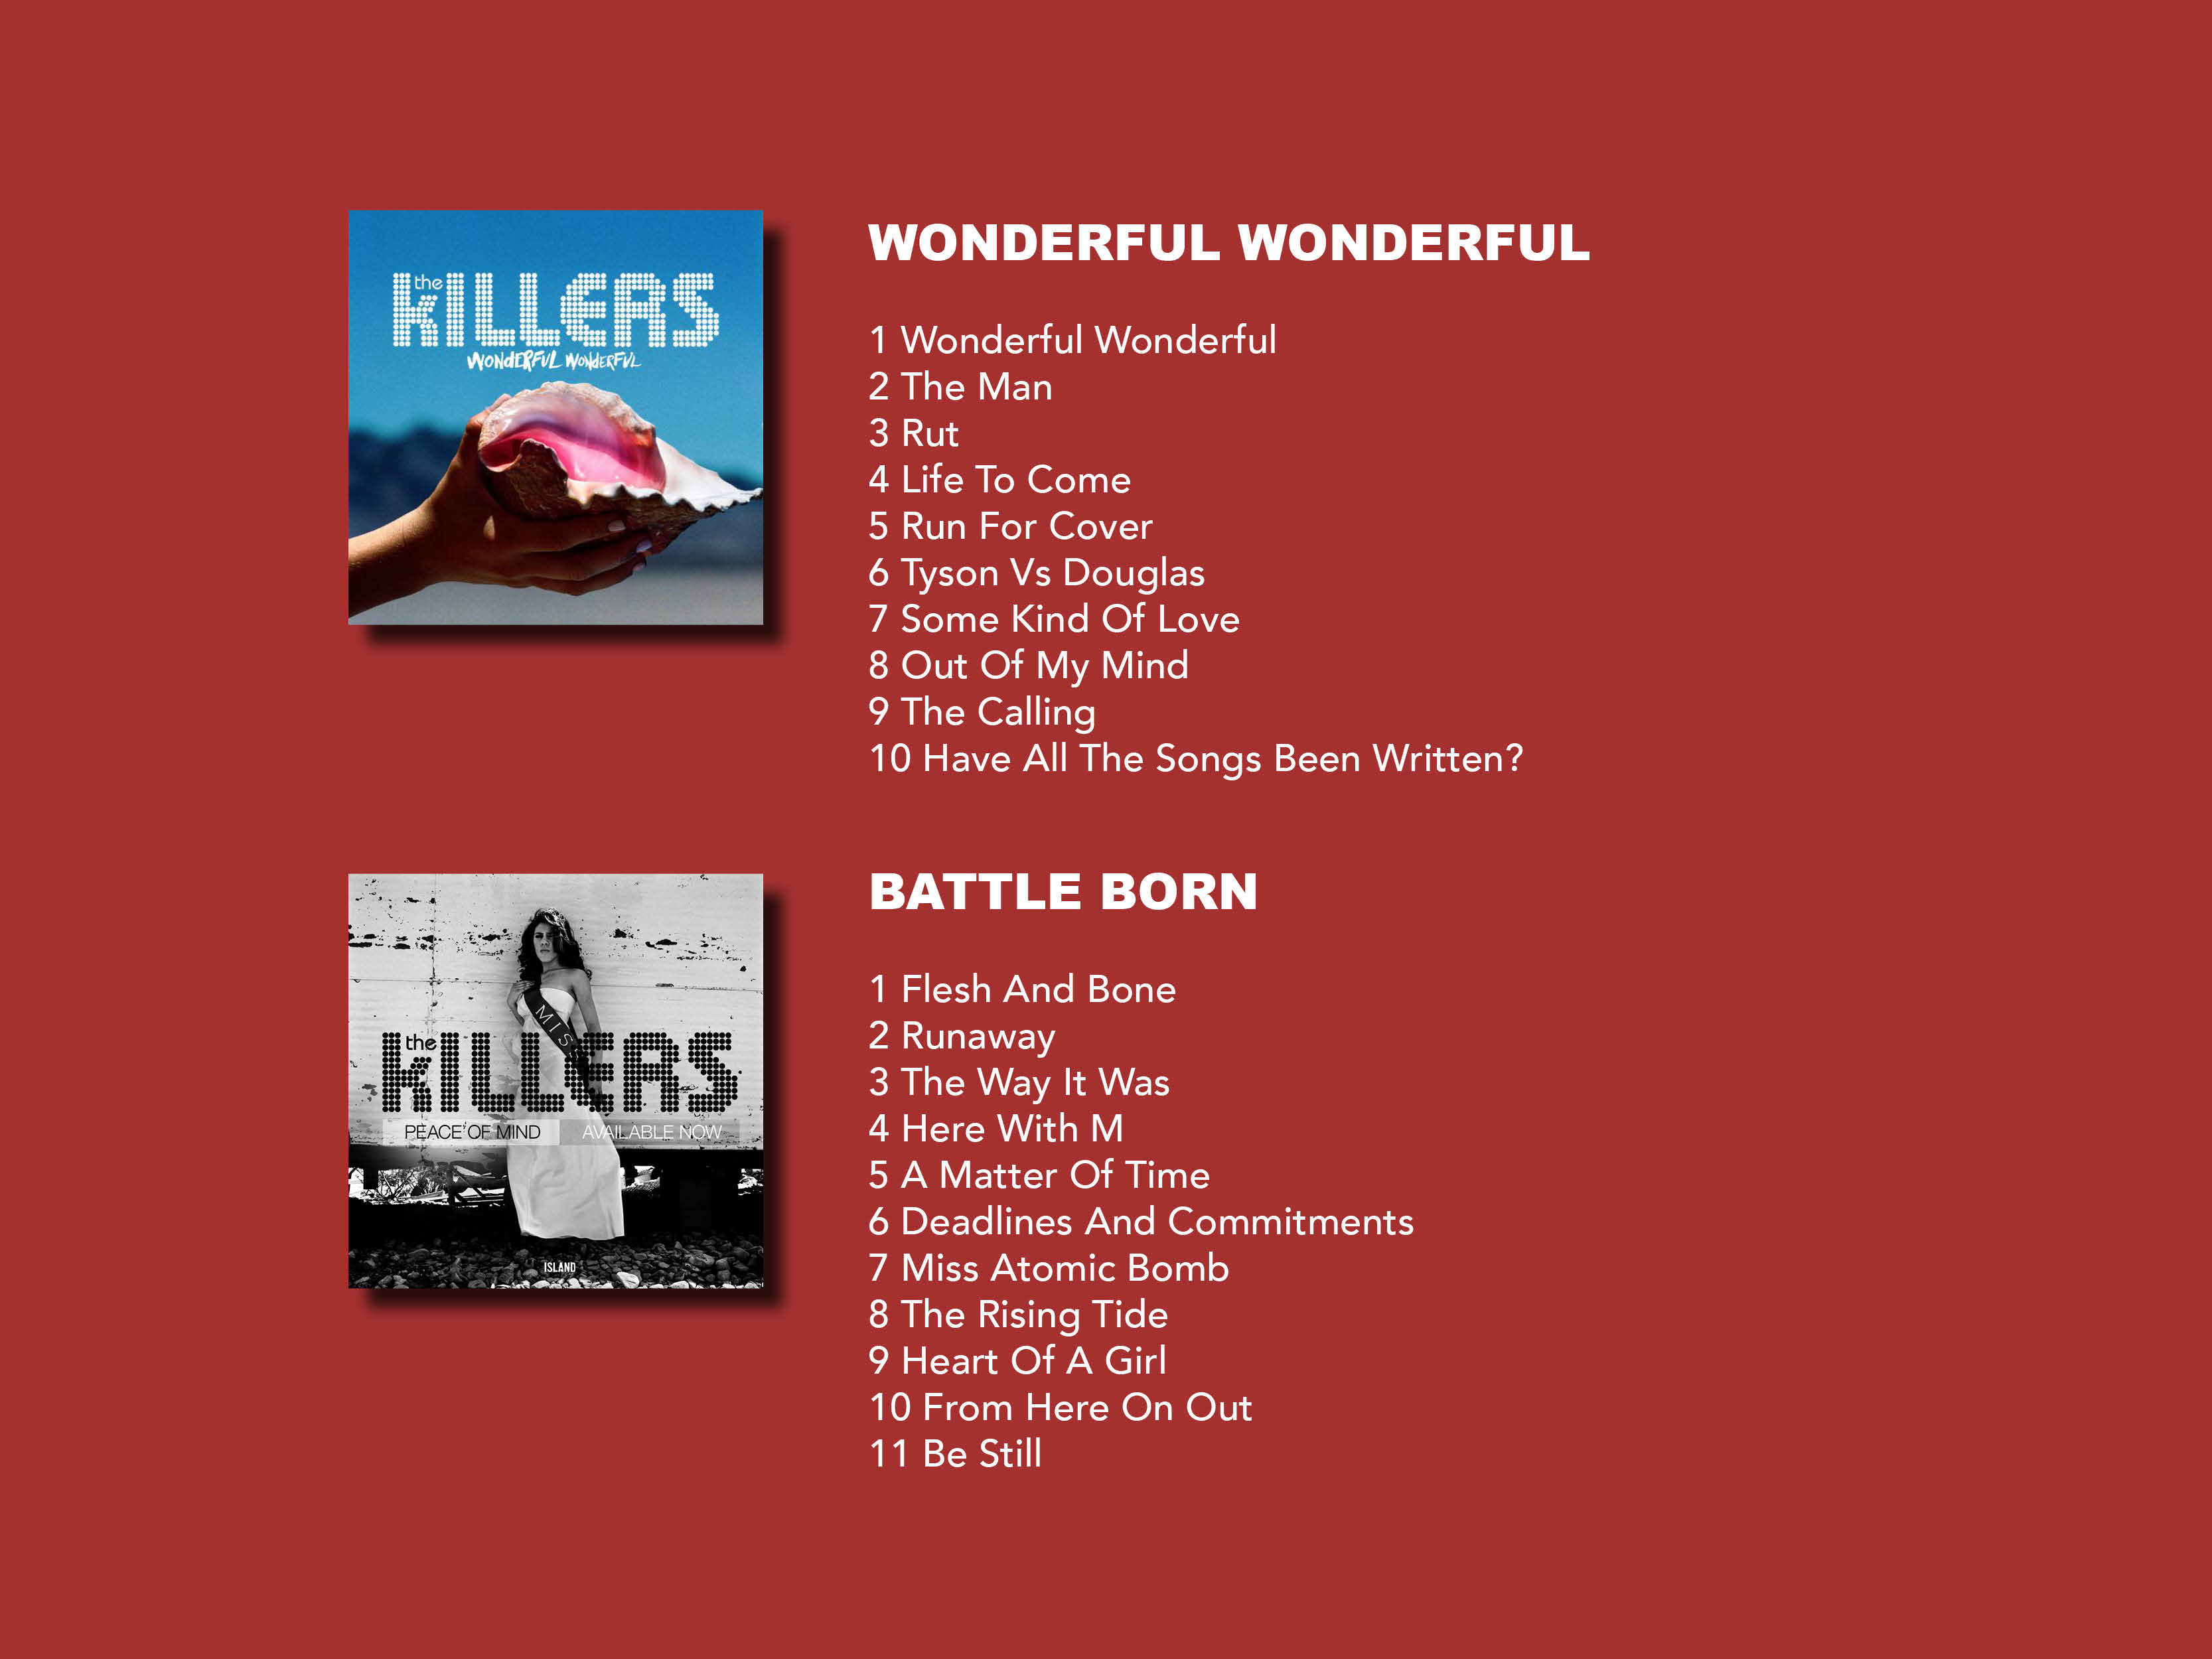 the KILLERS
WONDERFUL WONDERFUL
WONDERFUL WONDERFUL
1 Wonderful Wonderful
2 The Man
3 Rut
4 Life To Come
5 Run For Cover
6 Tyson Vs Douglas
7 Some Kind Of Love
8 Out Of My Mind
9 The Calling
10 Have All The Songs Been Written?
MISS
the KILLERS
PEACE OF MIND AVAILABLE NOW
ISLAND
BATTLE BORN
1 Flesh And Bone
2 Runaway
3 The Way It Was
4 Here With M
5 A Matter Of Time
6 Deadlines And Commitments
7 Miss Atomic Bomb
8 The Rising Tide
9 Heart Of A Girl
10 From Here On Out
11 Be Still